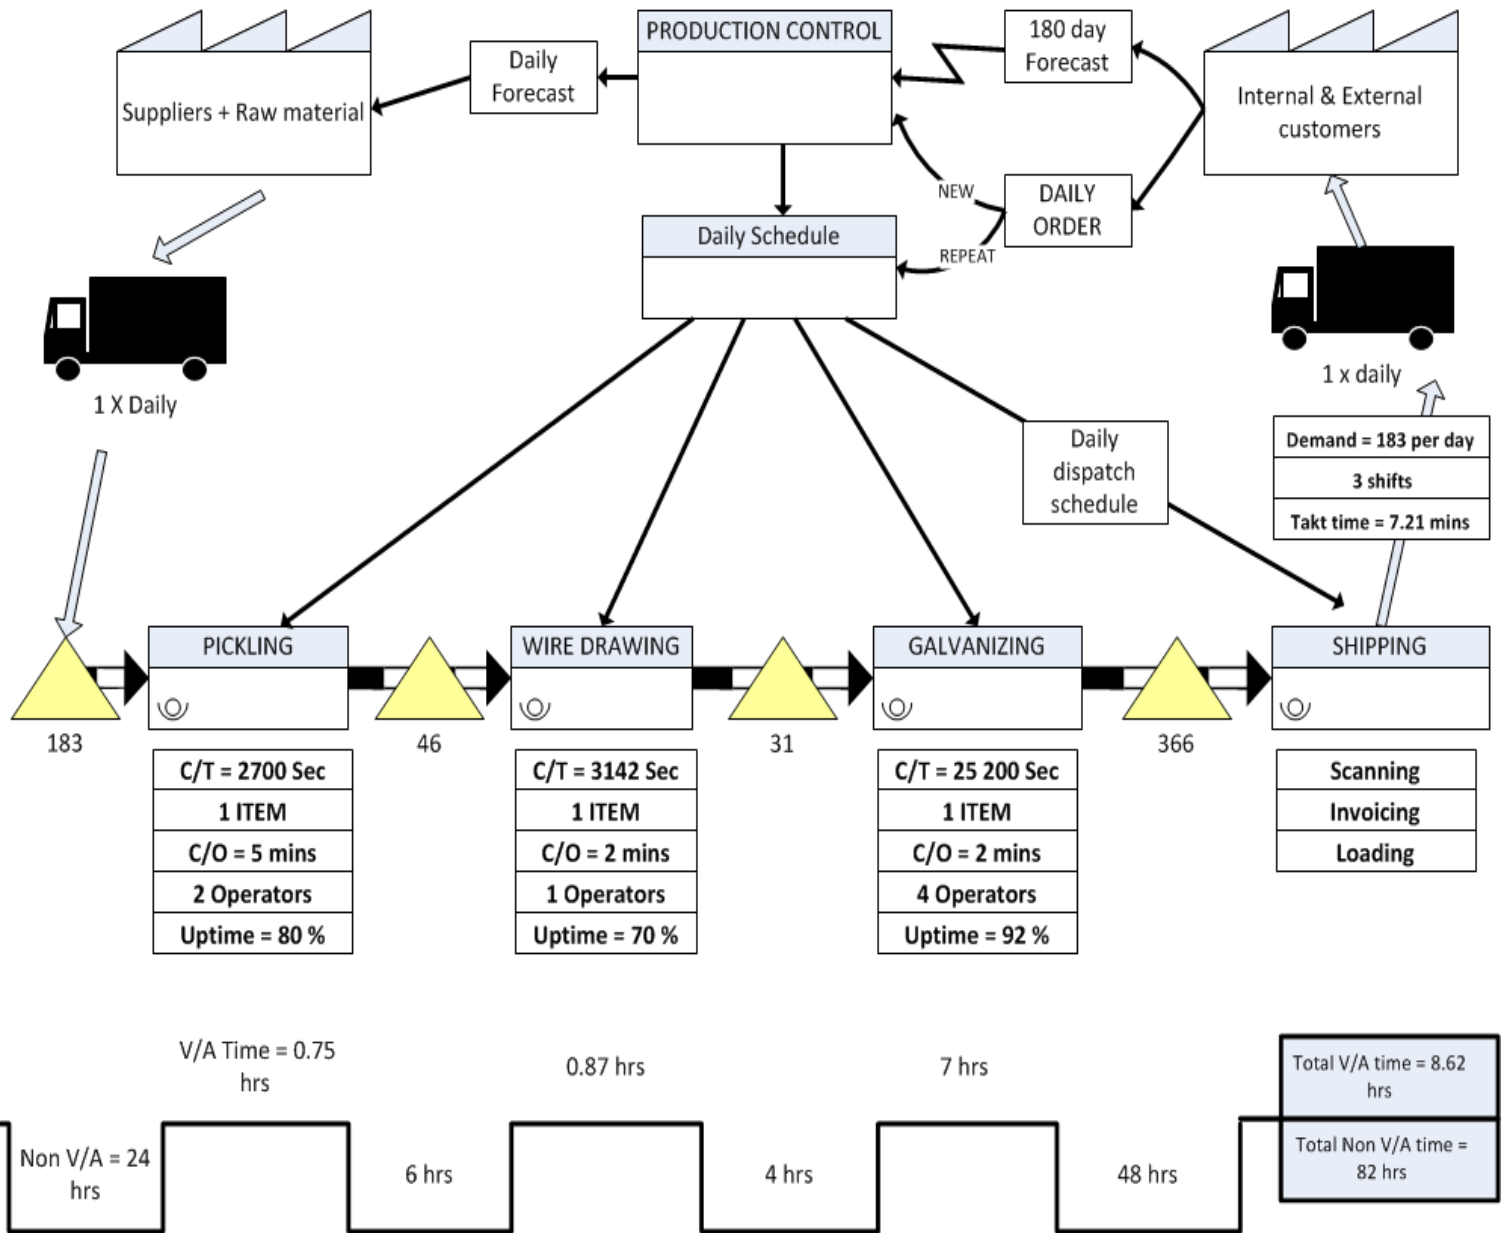 PRODUCTION CONTROL
180 day
Forecast
Daily
Forecast
Suppliers + Raw material
Internal & External
customers
NEW
DAILY
ORDER
REPEAT
Daily Schedule
1 X Daily
1 x daily
Daily
dispatch
schedule
Demand = 183 per day
3 shifts
Takt time = 7.21 mins
PICKLING
WIRE DRAWING
GALVANIZING
SHIPPING
183
46
31
366
C/T = 2700 Sec
1 ITEM
C/O = 5 mins
2 Operators
Uptime = 80 %
C/T = 3142 Sec
1 ITEM
C/O = 2 mins
1 Operators
Uptime = 70 %
C/T = 25 200 Sec
1 ITEM
C/O = 2 mins
4 Operators
Uptime = 92 %
Scanning
Invoicing
Loading
V/A Time = 0.75
hrs
0.87 hrs
7 hrs
Total V/A time = 8.62
hrs
Non V/A = 24
hrs
6 hrs
4 hrs
48 hrs
Total Non V/A time =
82 hrs